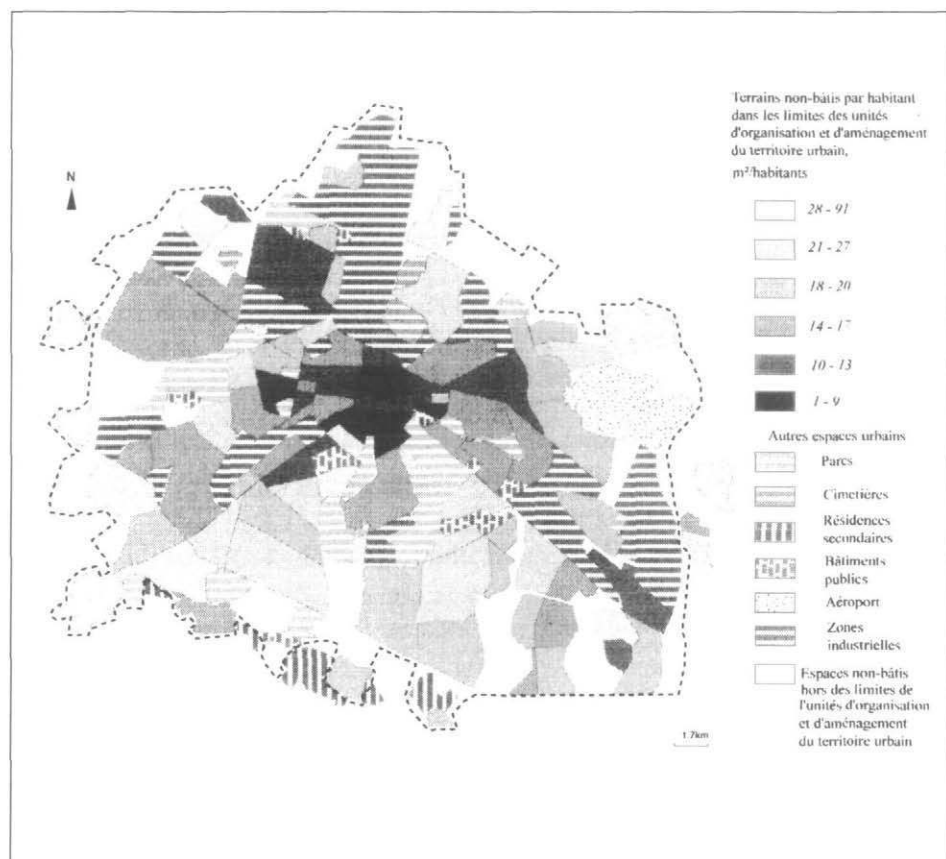 Terrains non-bâtis par habitant
dans les limites des unités
d'organisation et d'aménagement
du territoire urbain,
m²/habitants
N
28 - 91
21 - 27
18 - 20
14 - 17
10 - 13
1 - 9
Autres espaces urbains
Parcs
Cimetières
Résidences
secondaires
Bâtiments
publics
Aéroport
Zones
industrielles
Espaces non-bâtis
hors des limites de
l'unités d'organisation
et d'aménagement
du territoire urbain
1.7km